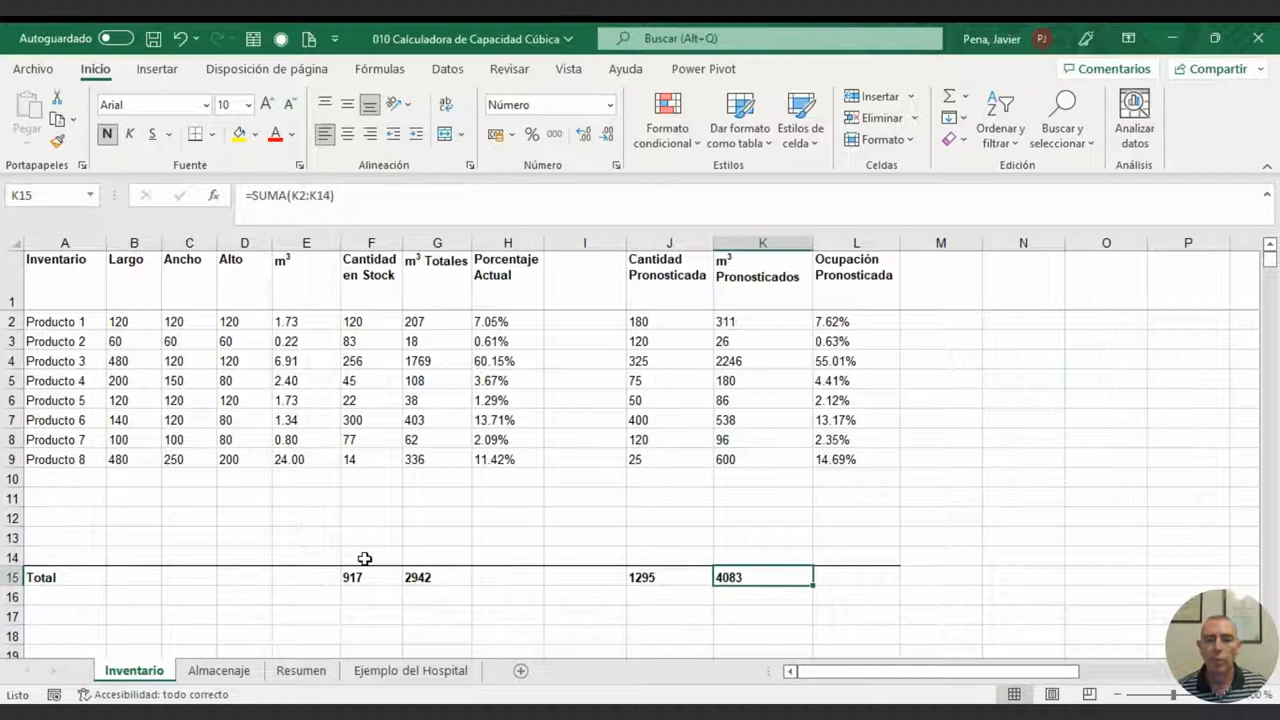 Autoguardado 010 Calculadora de Capacidad Cúbica Buscar (Alt+Q) Pena, Javier PJ
Archivo Inicio Insertar Disposición de página Fórmulas Datos Revisar Vista Ayuda Power Pivot Comentarios Compartir
Pegar Arial 10 Número Formato condicional Dar formato como tabla Estilos de celda Insertar Eliminar Formato Ordenar y filtrar Buscar y seleccionar Analizar datos
N K S % 000
Portapapeles Fuente Alineación Número Estilos Celdas Edición Análisis
K15 fx =SUMA(K2:K14)
A B C D E F G H I J K L M N O P
1 Inventario Largo Ancho Alto m³ Cantidad en Stock m³ Totales Porcentaje Actual Cantidad Pronosticada m³ Pronosticados Ocupación Pronosticada
2 Producto 1 120 120 120 1.73 120 207 7.05% 180 311 7.62%
3 Producto 2 60 60 60 0.22 83 18 0.61% 120 26 0.63%
4 Producto 3 480 120 120 6.91 256 1769 60.15% 325 2246 55.01%
5 Producto 4 200 150 80 2.40 45 108 3.67% 75 180 4.41%
6 Producto 5 120 120 120 1.73 22 38 1.29% 50 86 2.12%
7 Producto 6 140 120 80 1.34 300 403 13.71% 400 538 13.17%
8 Producto 7 100 100 80 0.80 77 62 2.09% 120 96 2.35%
9 Producto 8 480 250 200 24.00 14 336 11.42% 25 600 14.69%
10
11
12
13
14
15 Total 917 2942 1295 4083
16
17
18
19
Inventario Almacenaje Resumen Ejemplo del Hospital
Listo Accesibilidad: todo correcto